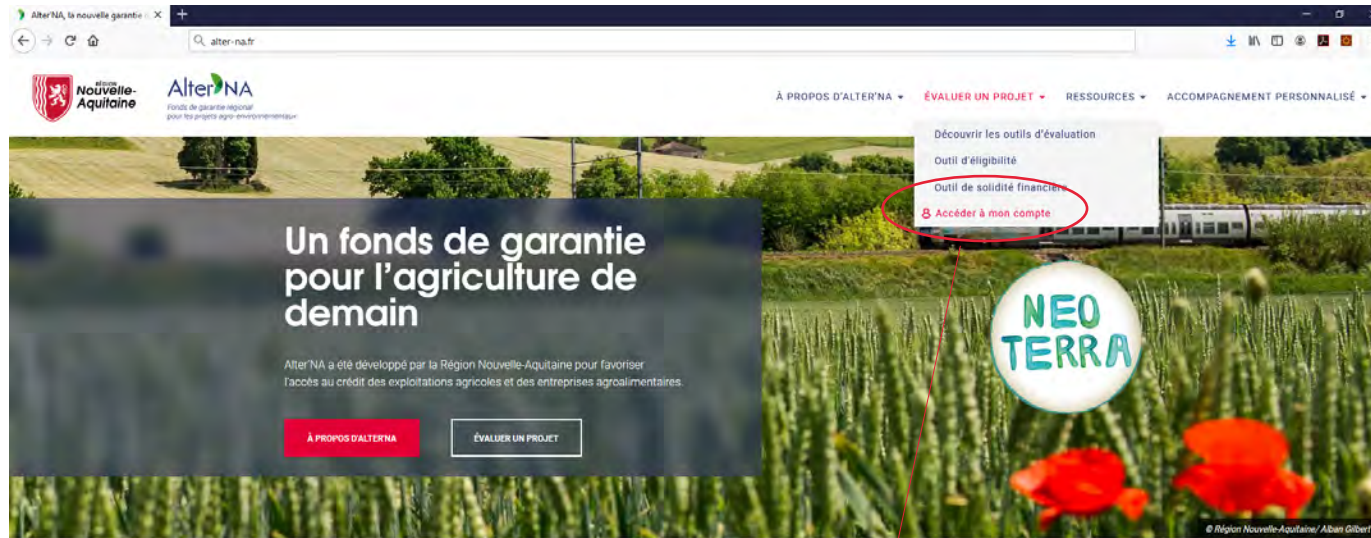 Alter'NA, la nouvelle garantie
alter-na.fr
RÉGION
Nouvelle-
Aquitaine
Alter'NA
Fonds de garantie régional
pour les projets agro-environnementaux
À PROPOS D'ALTER'NA
ÉVALUER UN PROJET
RESSOURCES
ACCOMPAGNEMENT PERSONNALISÉ
Découvrir les outils d'évaluation
Outil d'éligibilité
Outil de solidité financière
Accéder à mon compte
Un fonds de garantie
pour l'agriculture de
demain
Alter'NA a été développé par la Région Nouvelle-Aquitaine pour favoriser
l'accès au crédit des exploitations agricoles et des entreprises agroalimentaires.
À PROPOS D'ALTER'NA
ÉVALUER UN PROJET
NEO
TERRA
© Région Nouvelle-Aquitaine/ Alban Gilbert